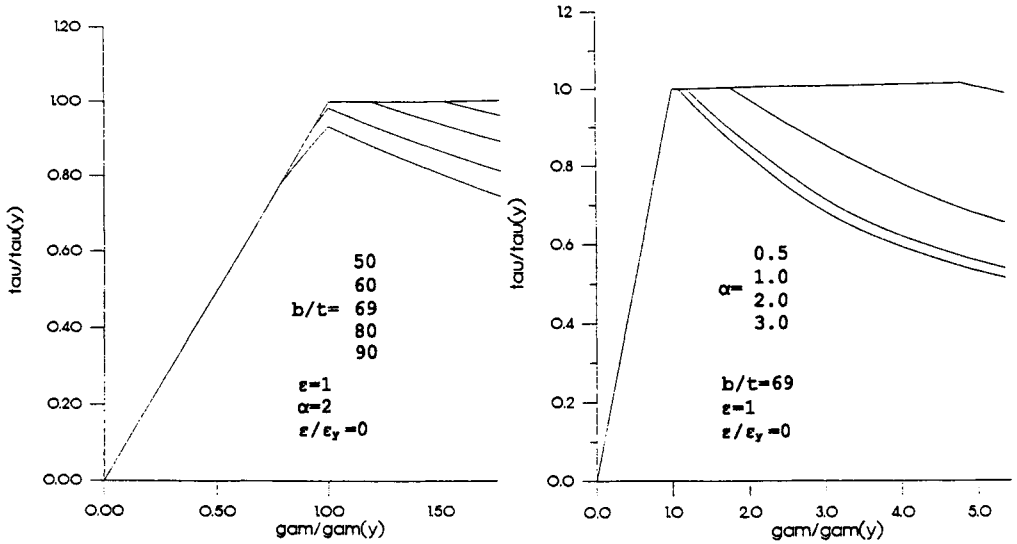 1.20
1.00
0.80
0.60
0.40
0.20
0.00
tau/tau(y)
50
60
b/t= 69
80
90
ε=1
α=2
ε/εy =0
0.00 0.50 1.00 1.50
gam/gam(y)
1.2
1.0
0.8
0.6
0.4
0.2
0.0
tau/tau(y)
0.5
α= 1.0
2.0
3.0
b/t=69
ε=1
ε/εy =0
0.0 1.0 2.0 3.0 4.0 5.0
gam/gam(y)